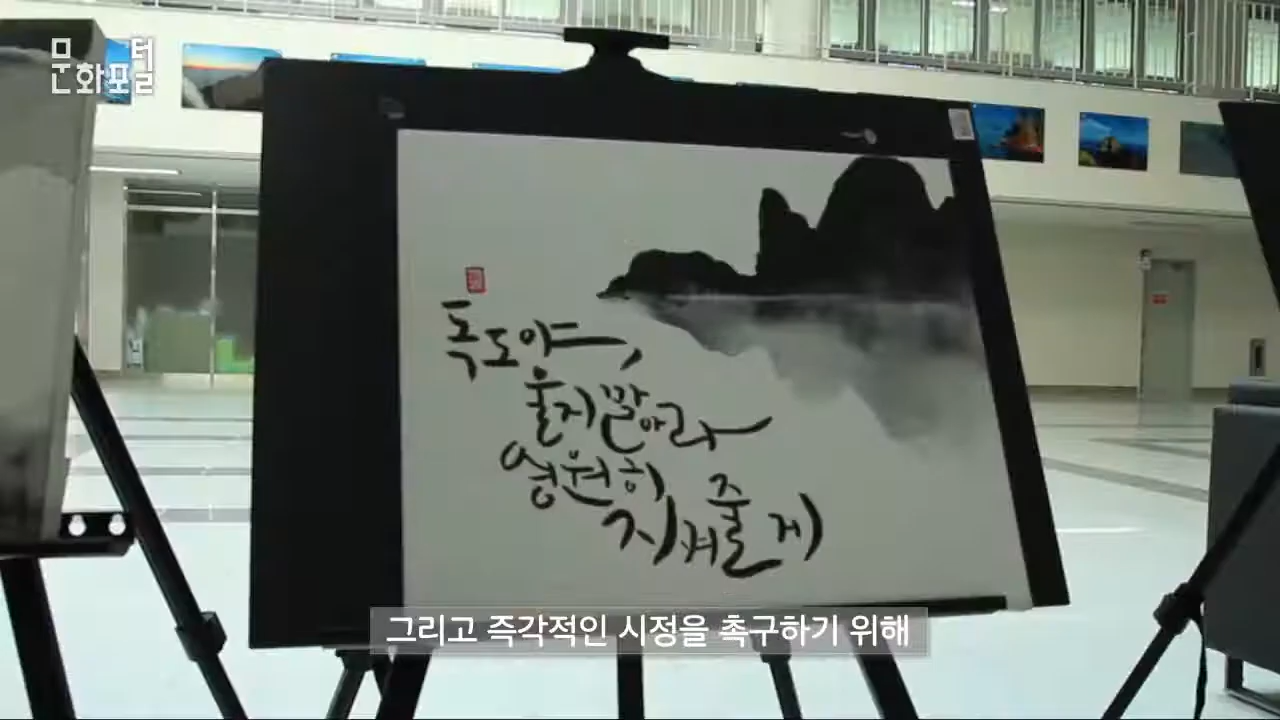 문
화포털
독도야,
울지말아라
영원히
지켜줄게
그리고 즉각적인 시정을 촉구하기 위해